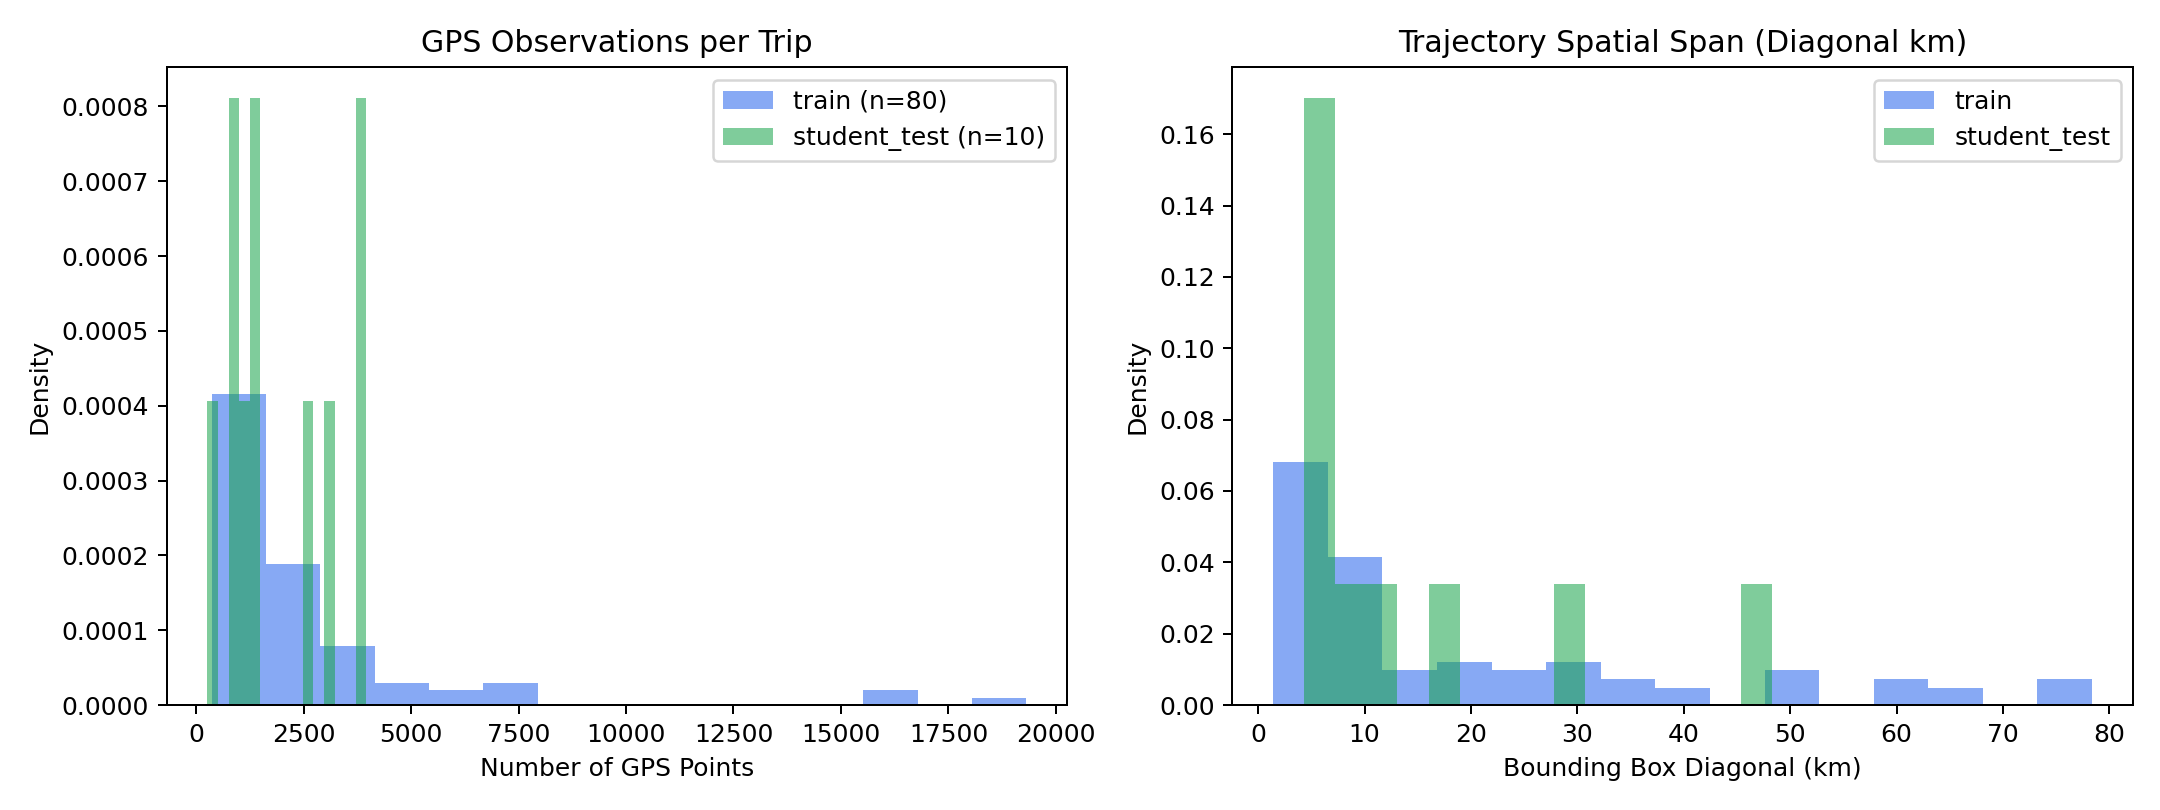 GPS Observations per Trip
train (n=80)
student_test (n=10)
Density
0.0008
0.0007
0.0006
0.0005
0.0004
0.0003
0.0002
0.0001
0.0000
0 2500 5000 7500 10000 12500 15000 17500 20000
Number of GPS Points
Trajectory Spatial Span (Diagonal km)
train
student_test
Density
0.16
0.14
0.12
0.10
0.08
0.06
0.04
0.02
0.00
0 10 20 30 40 50 60 70 80
Bounding Box Diagonal (km)